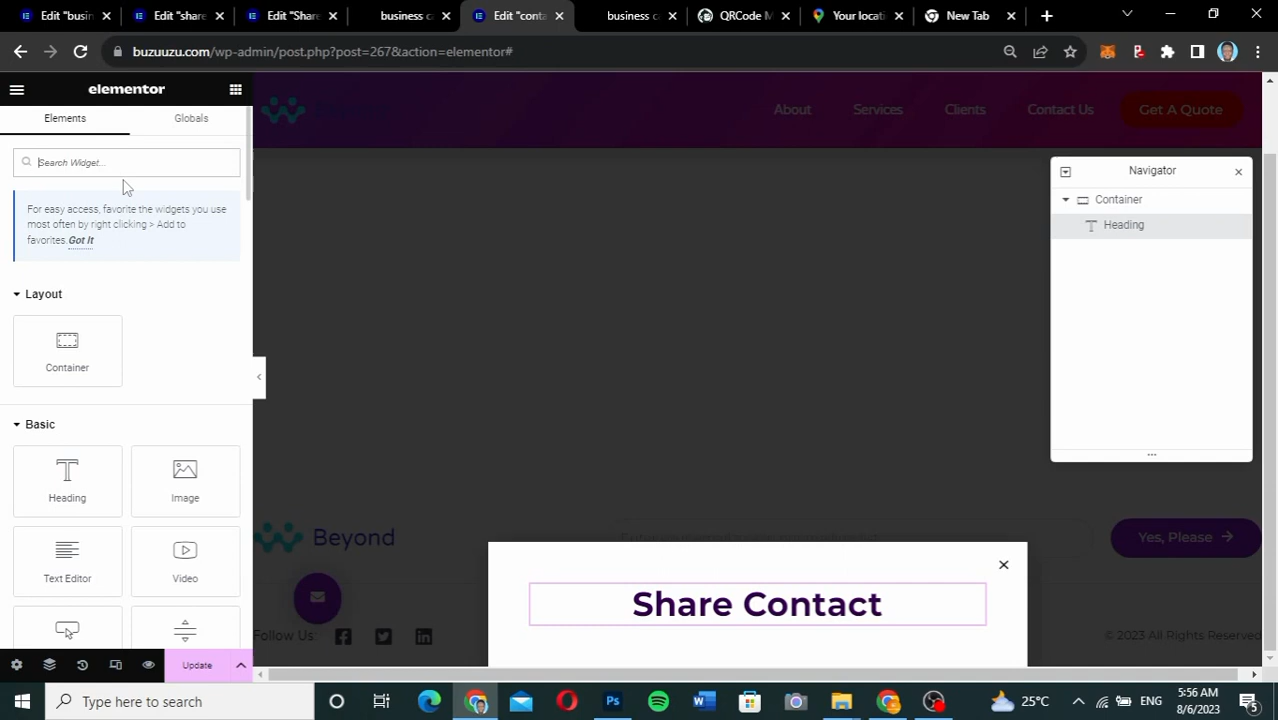 Edit "busin
Edit "share
Edit "Share
business ca
Edit "conta
business ca
QRCode M
Your locati
New Tab
buzuuzu.com/wp-admin/post.php?post=267&action=elementor#
elementor
Elements
Globals
Search Widget...
For easy access, favorite the widgets you use
most often by right clicking > Add to
favorites. Got It
Layout
Container
Basic
Heading
Image
Text Editor
Video
Update
About
Services
Clients
Contact Us
Get A Quote
Navigator
Container
Heading
Beyond
Yes, Please
Share Contact
Follow Us:
© 2023 All Rights Reserved
Type here to search
25°C
ENG
5:56 AM
8/6/2023
5